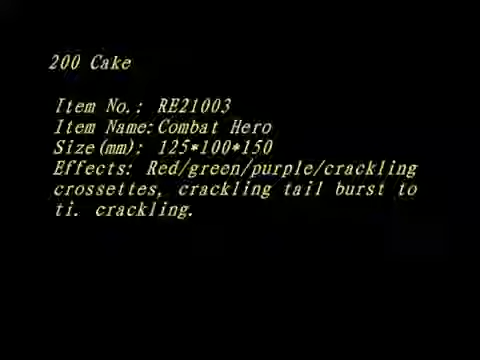 200 Cake
Item No.: RE21003
Item Name:Combat Hero
Size(mm): 125*100*150
Effects: Red/green/purple/crackling
crossettes, crackling tail burst to
ti. crackling.